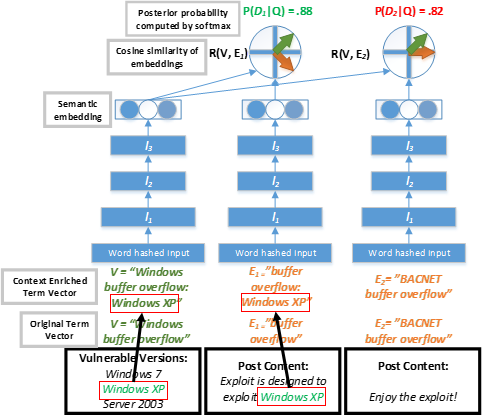 Posterior probability
computed by softmax
P(D1|Q) = .88
P(D2|Q) = .82
Cosine similarity of
embeddings
R(V, E1)
R(V, E2)
Semantic
embedding
l3
l3
l3
l2
l2
l2
l1
l1
l1
Word hashed Input
Word hashed Input
Word hashed Input
Context Enriched
Term Vector
V = “Windows
buffer overflow:
Windows XP”
E1 =”buffer
overflow:
Windows XP”
E2=”BACNET
buffer overflow”
Original Term
Vector
V = “Windows
buffer overflow”
E1=”buffer
overflow”
E2=”BACNET
buffer overflow”
Vulnerable Versions:
Windows 7
Windows XP
Server 2003
Post Content:
Exploit is designed to
exploit Windows XP
Post Content:
Enjoy the exploit!